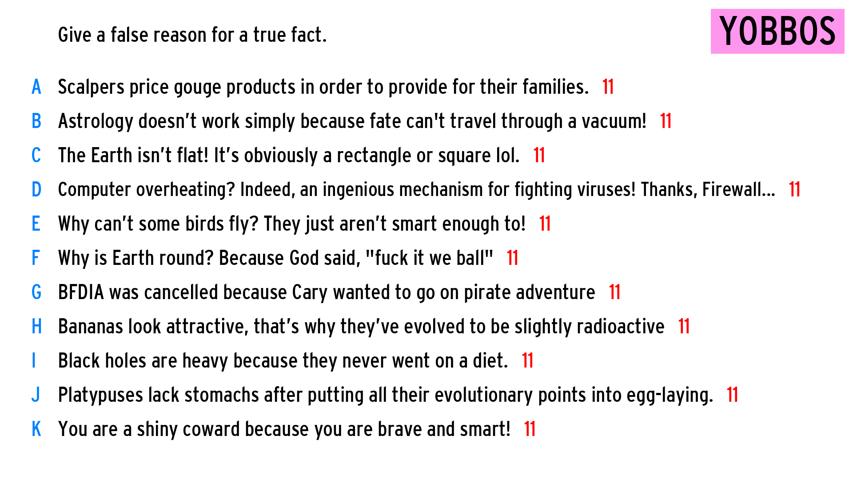 Give a false reason for a true fact.
YOBBOS
A Scalpers price gouge products in order to provide for their families. 11
B Astrology doesn’t work simply because fate can't travel through a vacuum! 11
C The Earth isn’t flat! It’s obviously a rectangle or square lol. 11
D Computer overheating? Indeed, an ingenious mechanism for fighting viruses! Thanks, Firewall... 11
E Why can’t some birds fly? They just aren’t smart enough to! 11
F Why is Earth round? Because God said, "fuck it we ball" 11
G BFDIA was cancelled because Cary wanted to go on pirate adventure 11
H Bananas look attractive, that’s why they’ve evolved to be slightly radioactive 11
I Black holes are heavy because they never went on a diet. 11
J Platypuses lack stomachs after putting all their evolutionary points into egg-laying. 11
K You are a shiny coward because you are brave and smart! 11